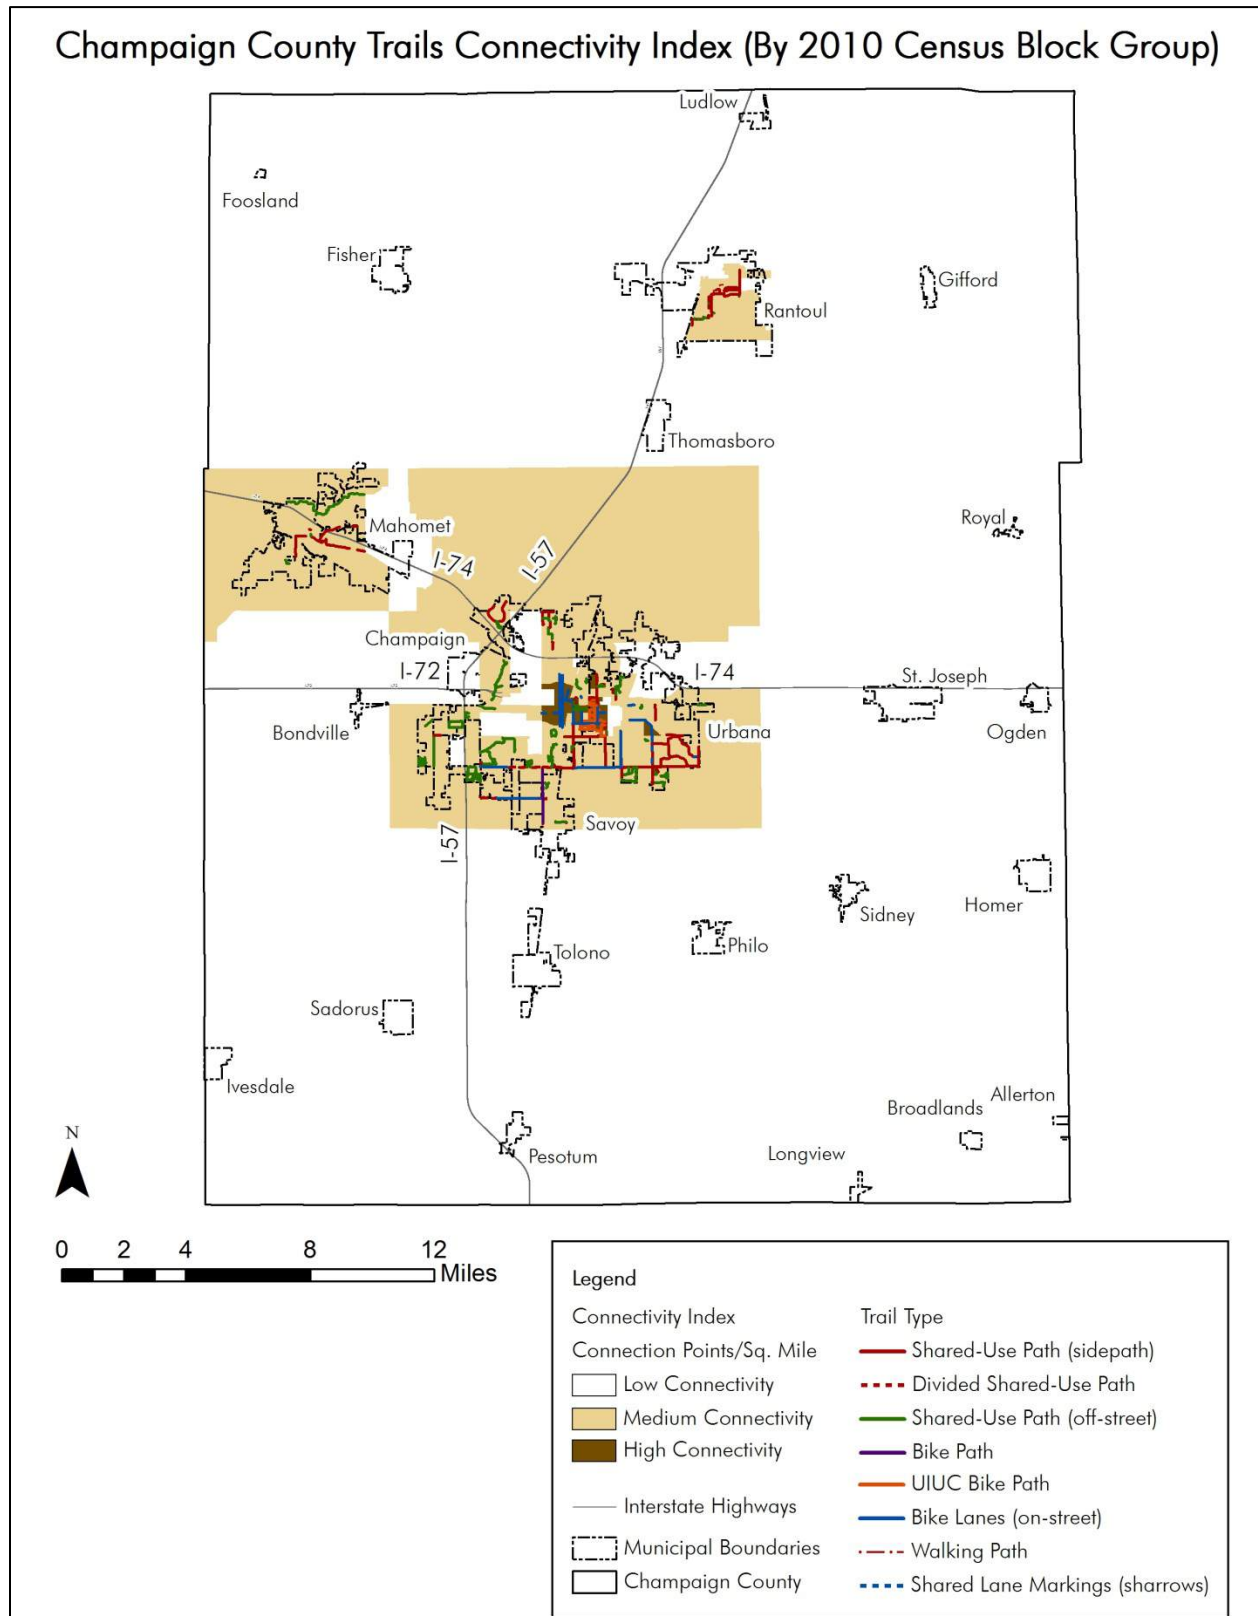 Champaign County Trails Connectivity Index (By 2010 Census Block Group)
Ludlow
Foosland
Fisher
Gifford
Rantoul
Thomasboro
Mahomet
Royal
I-74
I-57
Champaign
I-72
I-74
St. Joseph
Bondville
Urbana
Ogden
Savoy
I-57
Homer
Sidney
Tolono
Philo
Sadorus
Ivesdale
Allerton
Broadlands
Pesotum
Longview
N
0 2 4 8 12
Miles
Legend
Connectivity Index
Connection Points/Sq. Mile
Low Connectivity
Medium Connectivity
High Connectivity
Interstate Highways
Municipal Boundaries
Champaign County
Trail Type
Shared-Use Path (sidepath)
Divided Shared-Use Path
Shared-Use Path (off-street)
Bike Path
UIUC Bike Path
Bike Lanes (on-street)
Walking Path
Shared Lane Markings (sharrows)